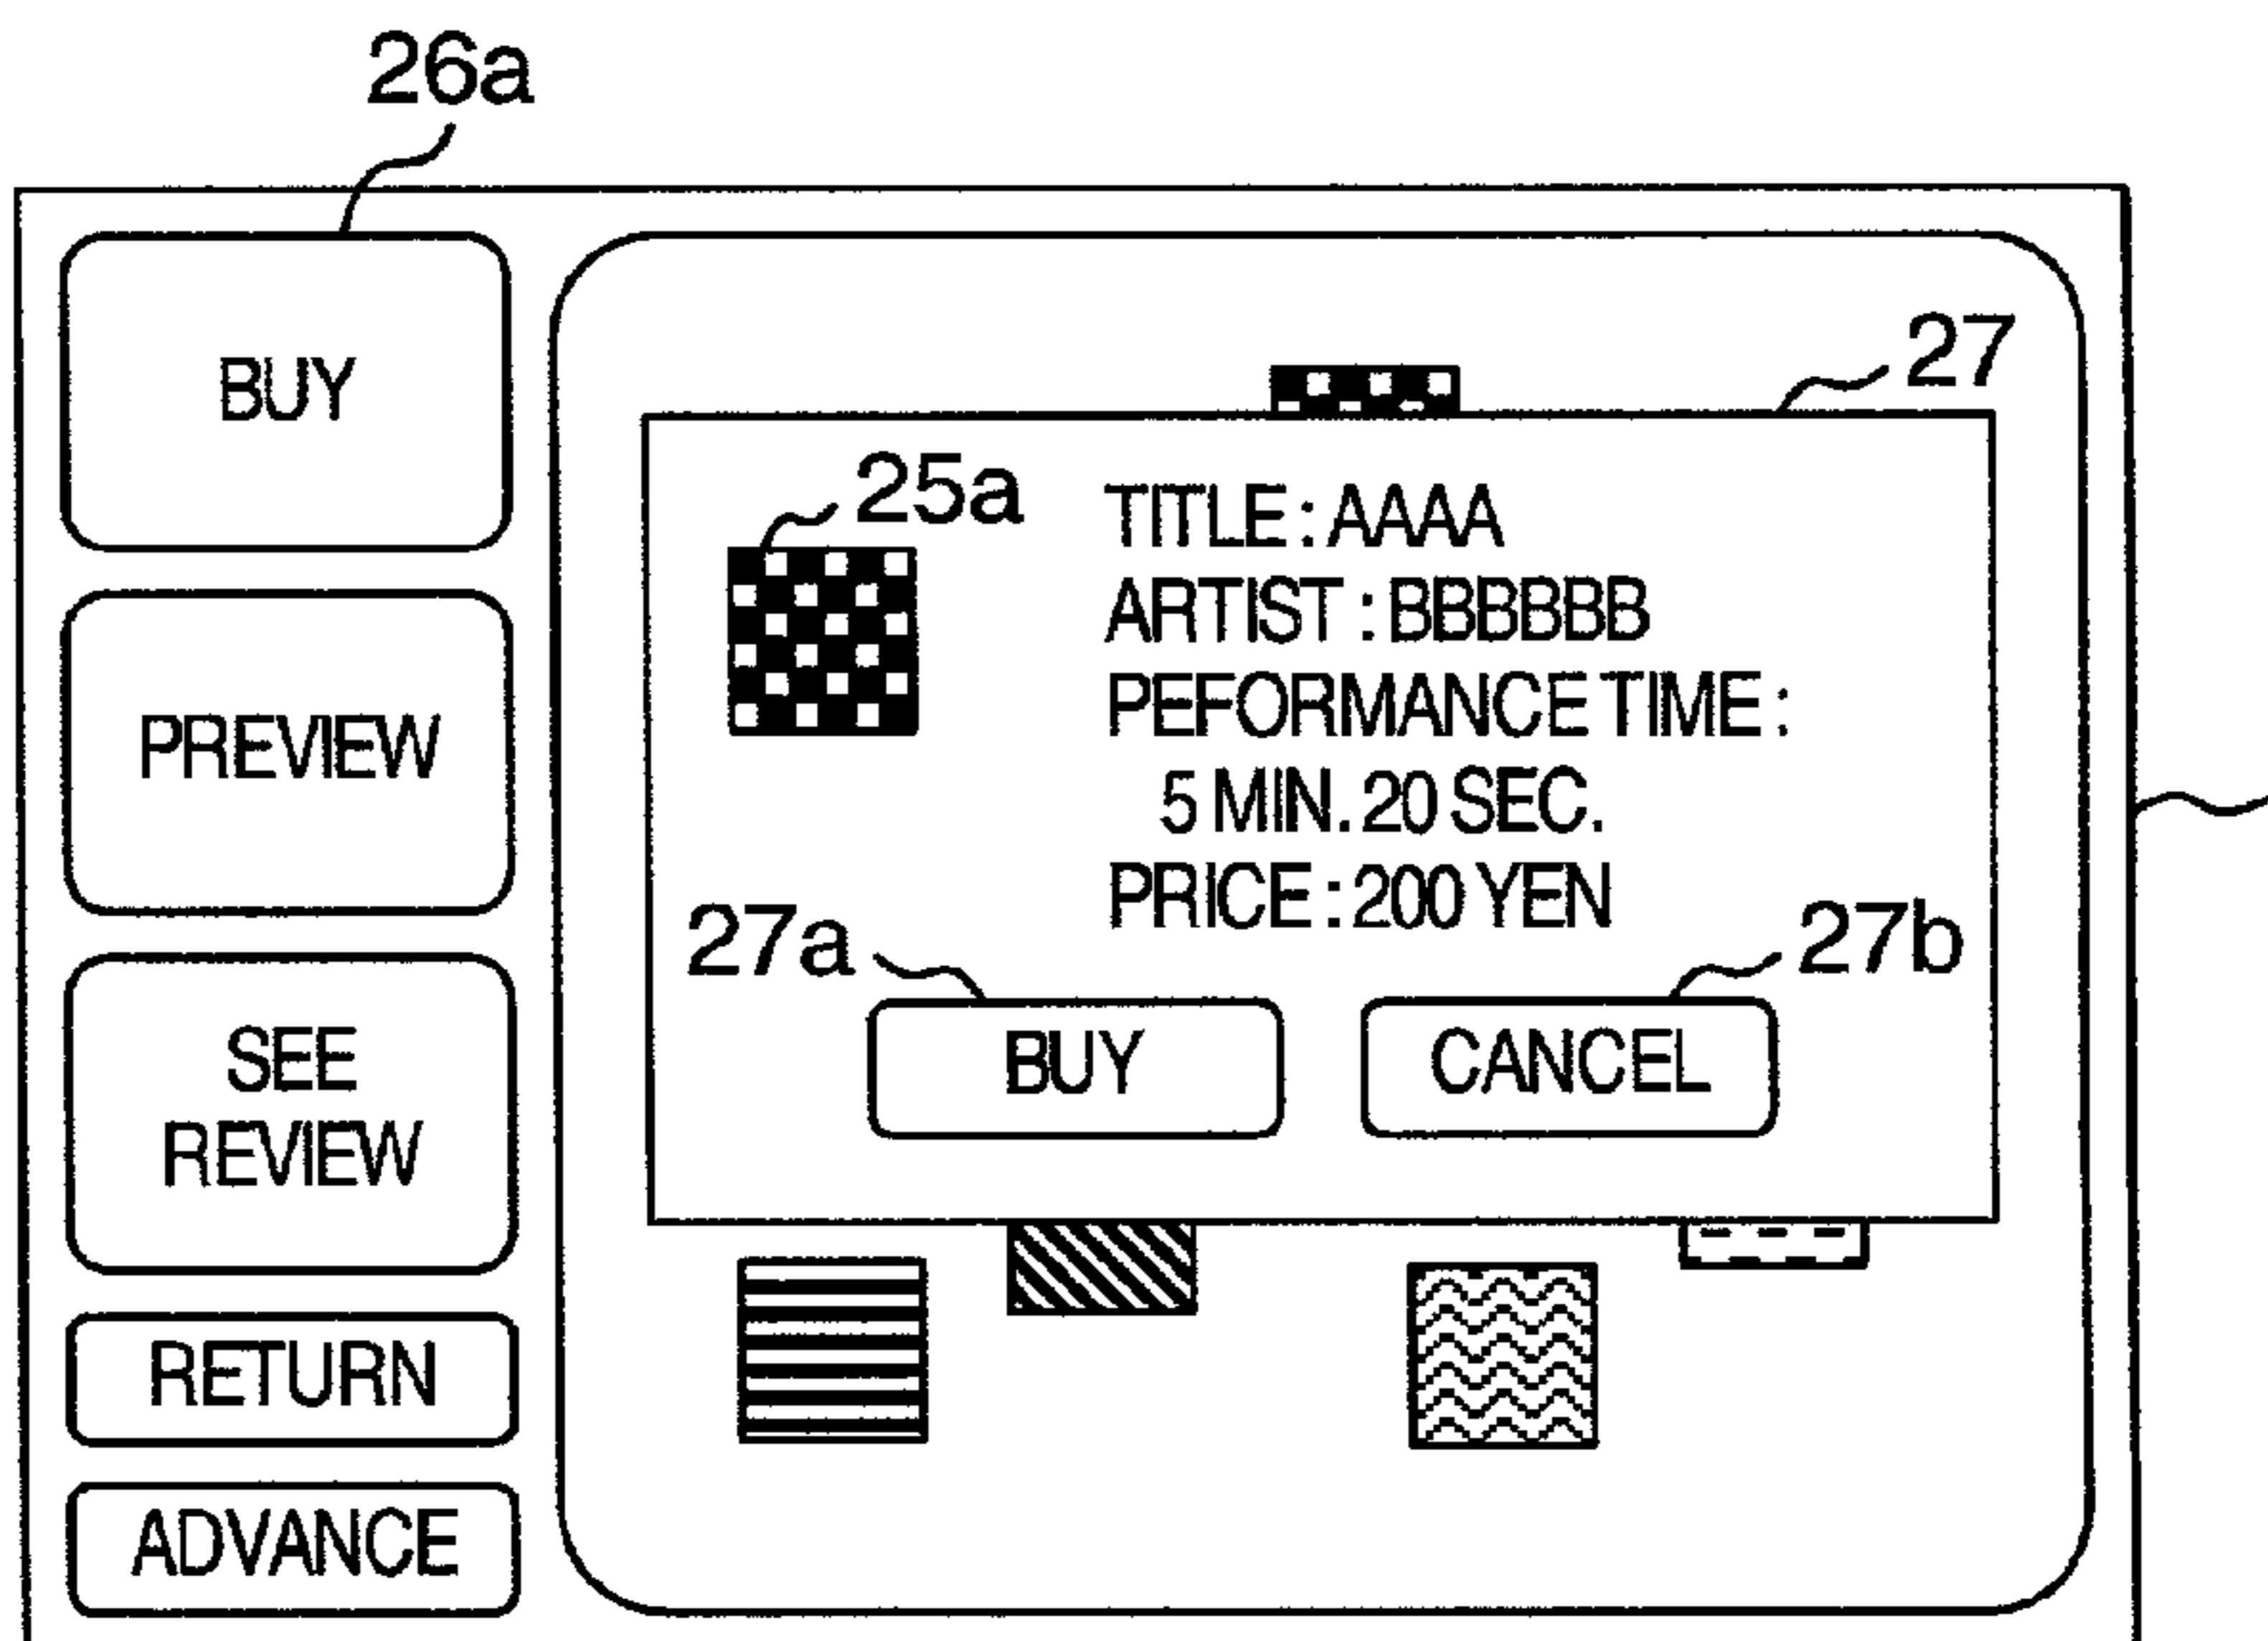 26a
BUY
PREVIEW
SEE
REVIEW
RETURN
ADVANCE
27
25a
TITLE : AAAA
ARTIST : BBBBBB
PEFORMANCE TIME :
5 MIN. 20 SEC.
PRICE : 200 YEN
27a
27b
BUY
CANCEL